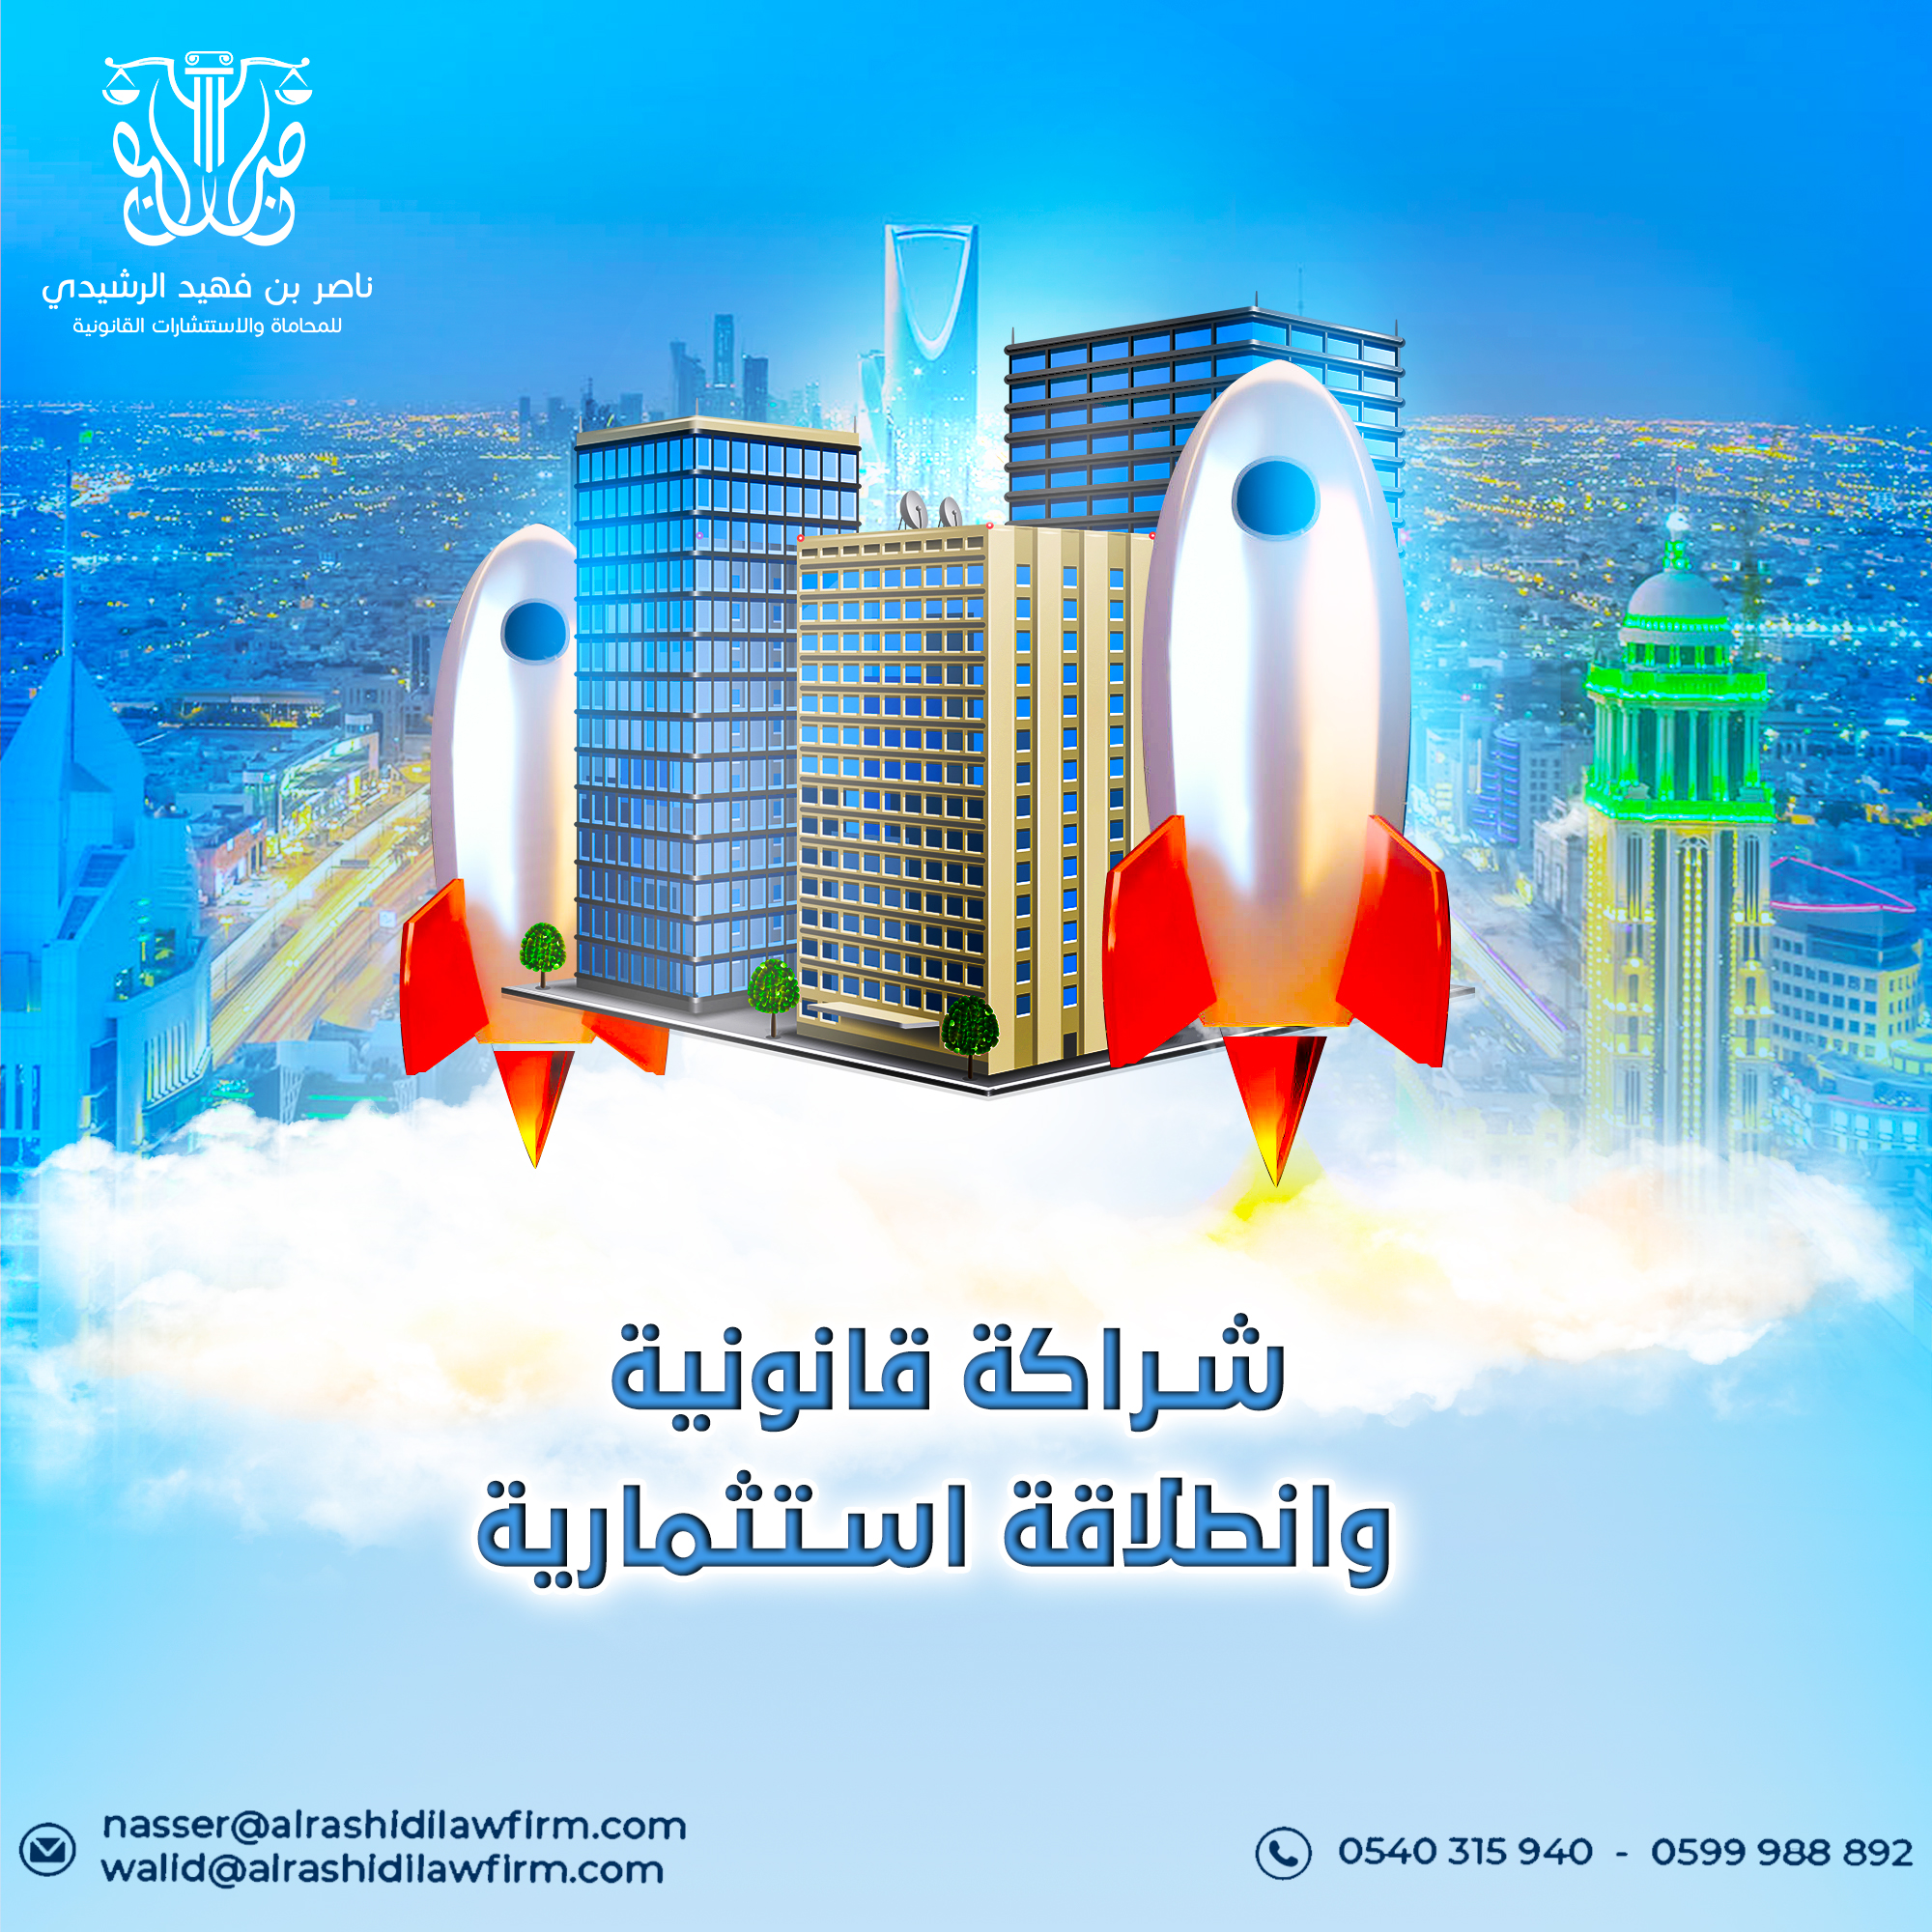 ناصر بن فهيد الرشيدي
للمحاماة والاستشارات القانونية
شراكة قانونية
وانطلاقة استثمارية
nasser@alrashidilawfirm.com
walid@alrashidilawfirm.com
0540 315 940 - 0599 988 892